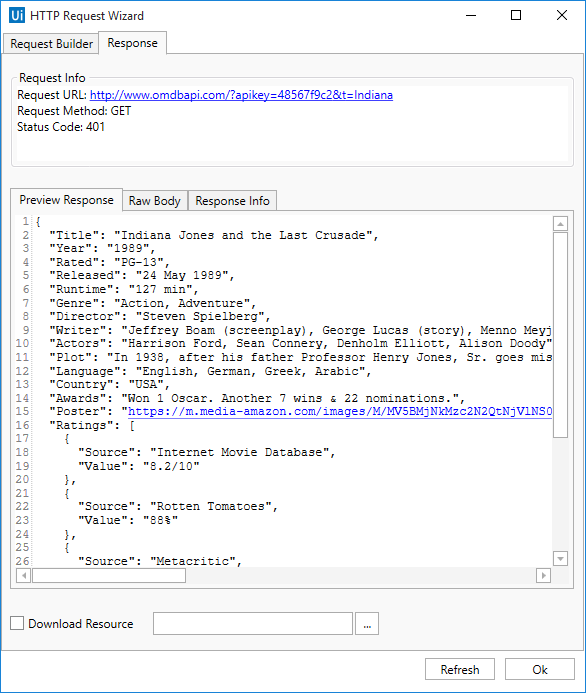 Ui HTTP Request Wizard
Request Builder Response
Request Info
Request URL: http://www.omdbapi.com/?apikey=48567f9c2&t=Indiana
Request Method: GET
Status Code: 401
Preview Response Raw Body Response Info
1 {
2 "Title": "Indiana Jones and the Last Crusade",
3 "Year": "1989",
4 "Rated": "PG-13",
5 "Released": "24 May 1989",
6 "Runtime": "127 min",
7 "Genre": "Action, Adventure",
8 "Director": "Steven Spielberg",
9 "Writer": "Jeffrey Boam (screenplay), George Lucas (story), Menno Meyj
10 "Actors": "Harrison Ford, Sean Connery, Denholm Elliott, Alison Doody"
11 "Plot": "In 1938, after his father Professor Henry Jones, Sr. goes mis
12 "Language": "English, German, Greek, Arabic",
13 "Country": "USA",
14 "Awards": "Won 1 Oscar. Another 7 wins & 22 nominations.",
15 "Poster": "https://m.media-amazon.com/images/M/MV5BMjNkMzc2N2QtNjVlNS0
16 "Ratings": [
17 {
18 "Source": "Internet Movie Database",
19 "Value": "8.2/10"
20 },
21 {
22 "Source": "Rotten Tomatoes",
23 "Value": "88%"
24 },
25 {
26 "Source": "Metacritic",
Download Resource ...
Refresh Ok